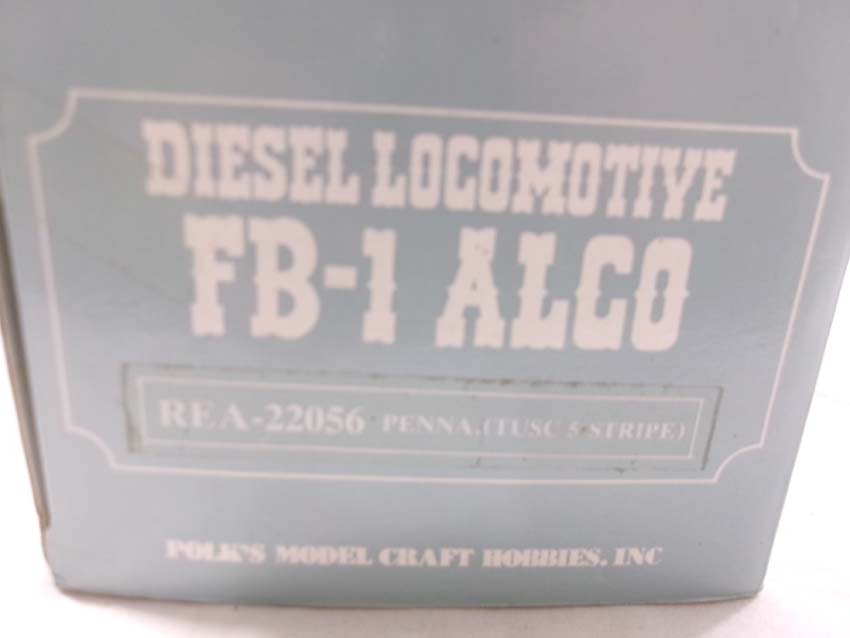 DIESEL LOCOMOTIVE
FB-1 ALCO
REA-22056 PENNA.(TUSC 5-STRIPE)
POLK'S MODEL CRAFT HOBBIES. INC